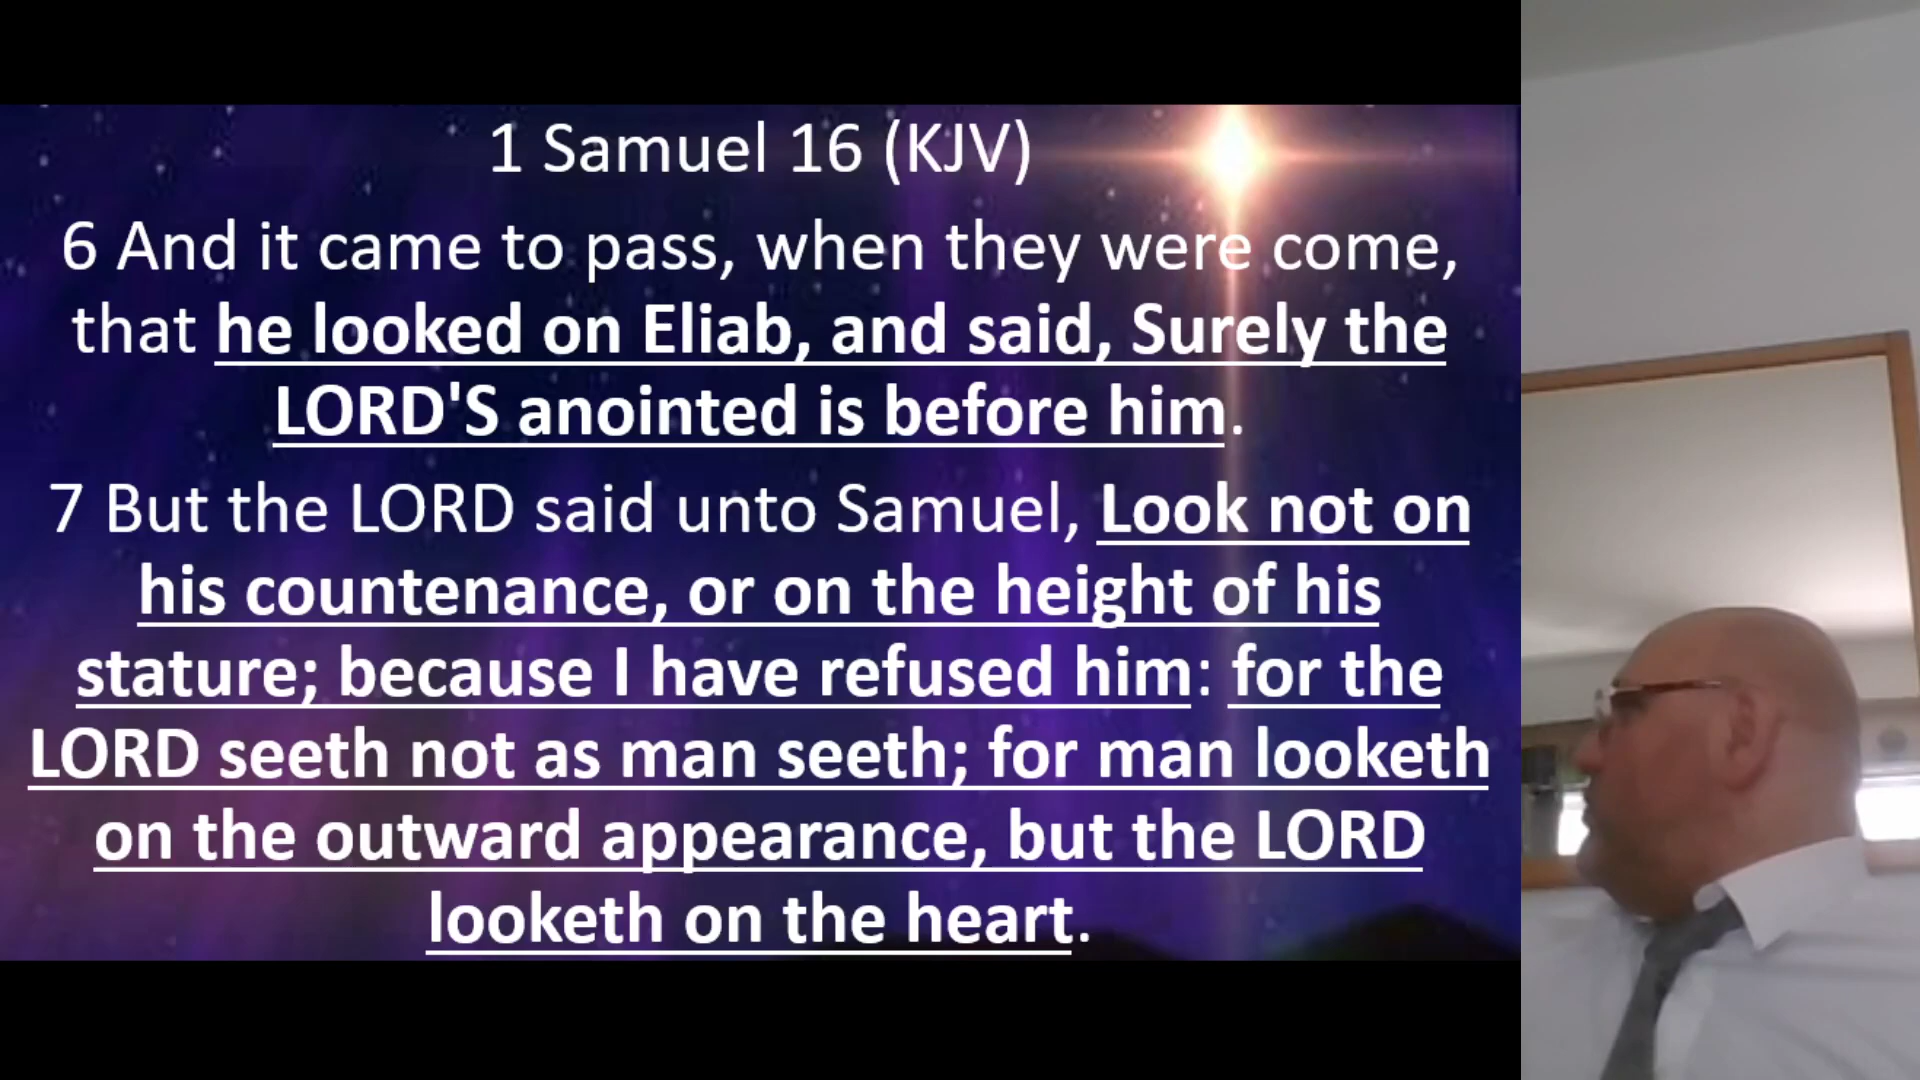 1 Samuel 16 (KJV)
6 And it came to pass, when they were come,
that he looked on Eliab, and said, Surely the
LORD'S anointed is before him.
7 But the LORD said unto Samuel, Look not on
his countenance, or on the height of his
stature; because I have refused him: for the
LORD seeth not as man seeth; for man looketh
on the outward appearance, but the LORD
looketh on the heart.